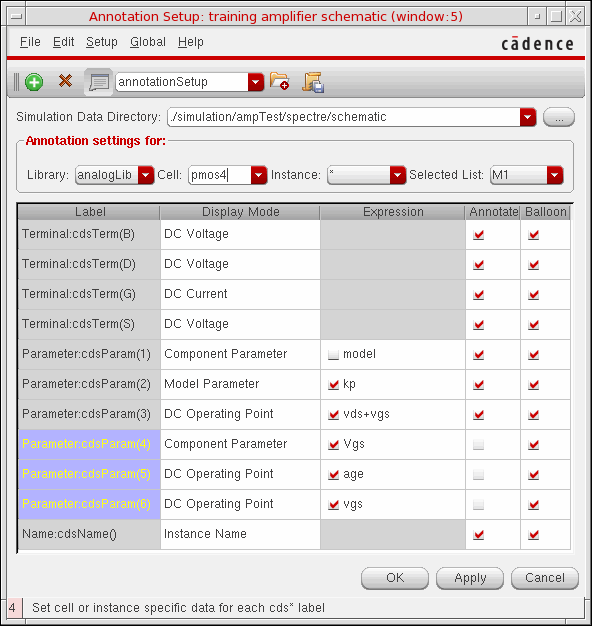 Annotation Setup: training amplifier schematic (window:5)
File Edit Setup Global Help
cādence
annotationSetup
Simulation Data Directory: ./simulation/ampTest/spectre/schematic ...
Annotation settings for:
Library: analogLib Cell: pmos4 Instance: * Selected List: M1
Label Display Mode Expression Annotate Balloon
Terminal:cdsTerm(B) DC Voltage
Terminal:cdsTerm(D) DC Voltage
Terminal:cdsTerm(G) DC Current
Terminal:cdsTerm(S) DC Voltage
Parameter:cdsParam(1) Component Parameter model
Parameter:cdsParam(2) Model Parameter kp
Parameter:cdsParam(3) DC Operating Point vds+vgs
Parameter:cdsParam(4) Component Parameter Vgs
Parameter:cdsParam(5) DC Operating Point age
Parameter:cdsParam(6) DC Operating Point vgs
Name:cdsName() Instance Name
OK Apply Cancel
4 Set cell or instance specific data for each cds* label